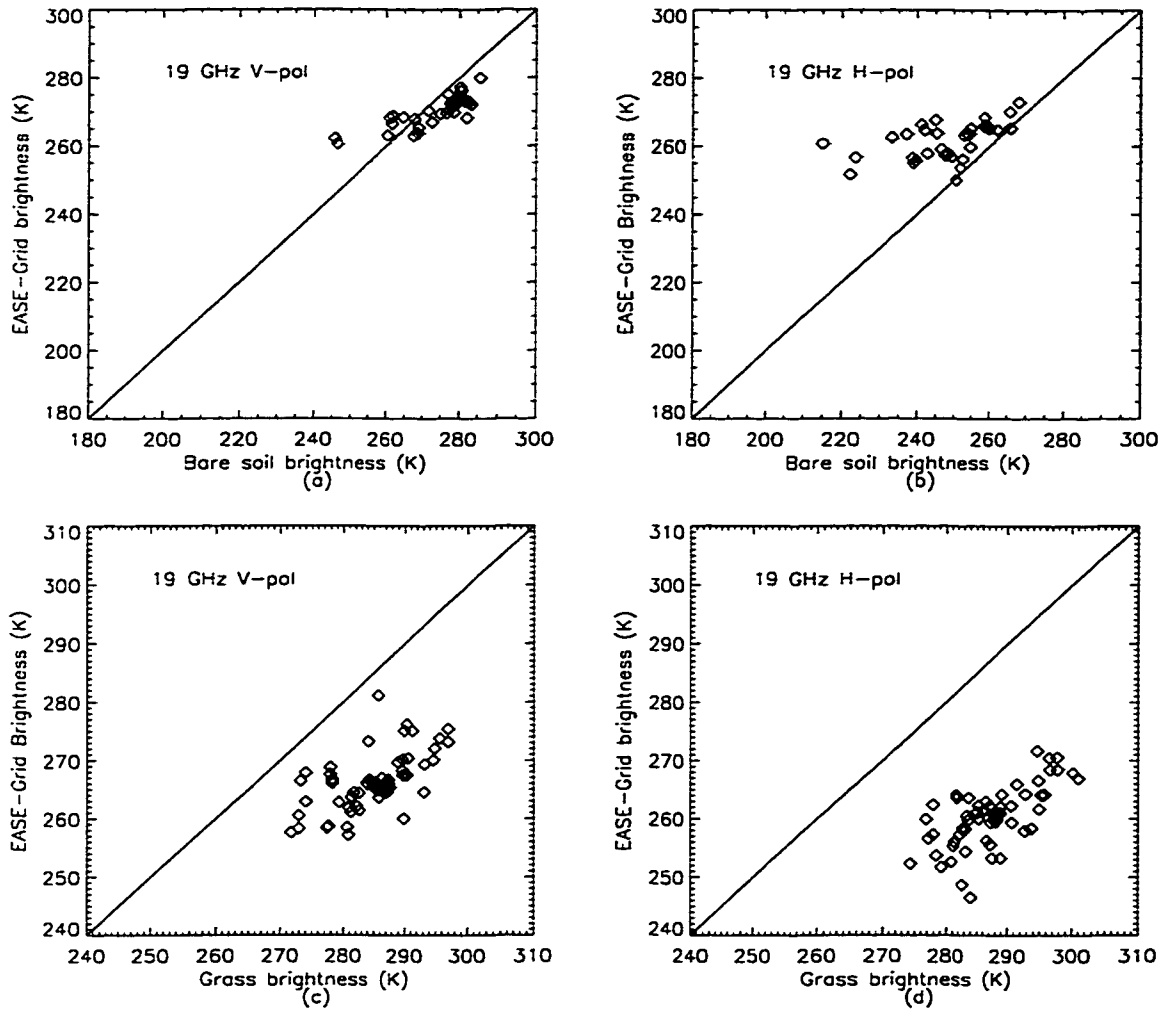 300
280
260
240
220
200
180
EASE-Grid brightness (K)
19 GHz V-pol
180 200 220 240 260 280 300
Bare soil brightness (K)
(a)
300
280
260
240
220
200
180
EASE-Grid Brightness (K)
19 GHz H-pol
180 200 220 240 260 280 300
Bare soil brightness (K)
(b)
310
300
290
280
270
260
250
240
EASE-Grid Brightness (K)
19 GHz V-pol
240 250 260 270 280 290 300 310
Grass brightness (K)
(c)
310
300
290
280
270
260
250
240
EASE-Grid Brightness (K)
19 GHz H-pol
240 250 260 270 280 290 300 310
Grass brightness (K)
(d)